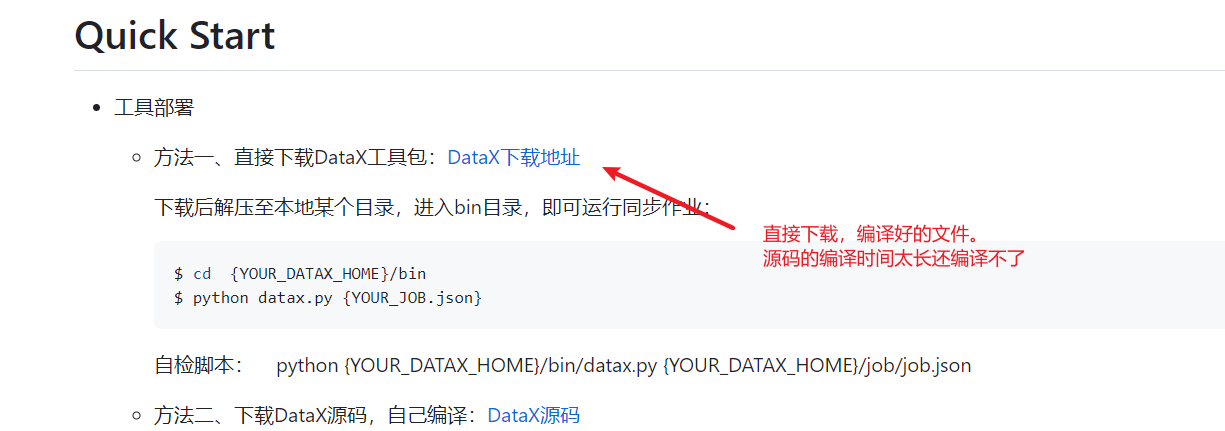 Quick Start
工具部署
方法一、直接下载DataX工具包：DataX下载地址
下载后解压至本地某个目录，进入bin目录，即可运行同步作业：
直接下载，编译好的文件。
源码的编译时间太长还编译不了
$ cd  {YOUR_DATAX_HOME}/bin
$ python datax.py {YOUR_JOB.json}
自检脚本：    python {YOUR_DATAX_HOME}/bin/datax.py {YOUR_DATAX_HOME}/job/job.json
方法二、下载DataX源码，自己编译：DataX源码